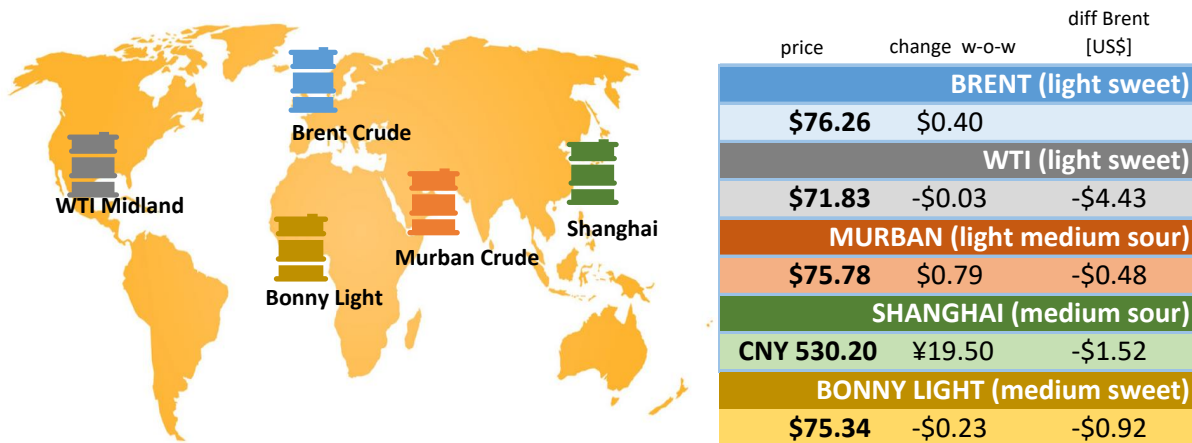 Brent Crude
WTI Midland
Shanghai
Murban Crude
Bonny Light
diff Brent
price change w-o-w [US$]
BRENT (light sweet)
$76.26 $0.40
WTI (light sweet)
$71.83 -$0.03 -$4.43
MURBAN (light medium sour)
$75.78 $0.79 -$0.48
SHANGHAI (medium sour)
CNY 530.20 ¥19.50 -$1.52
BONNY LIGHT (medium sweet)
$75.34 -$0.23 -$0.92